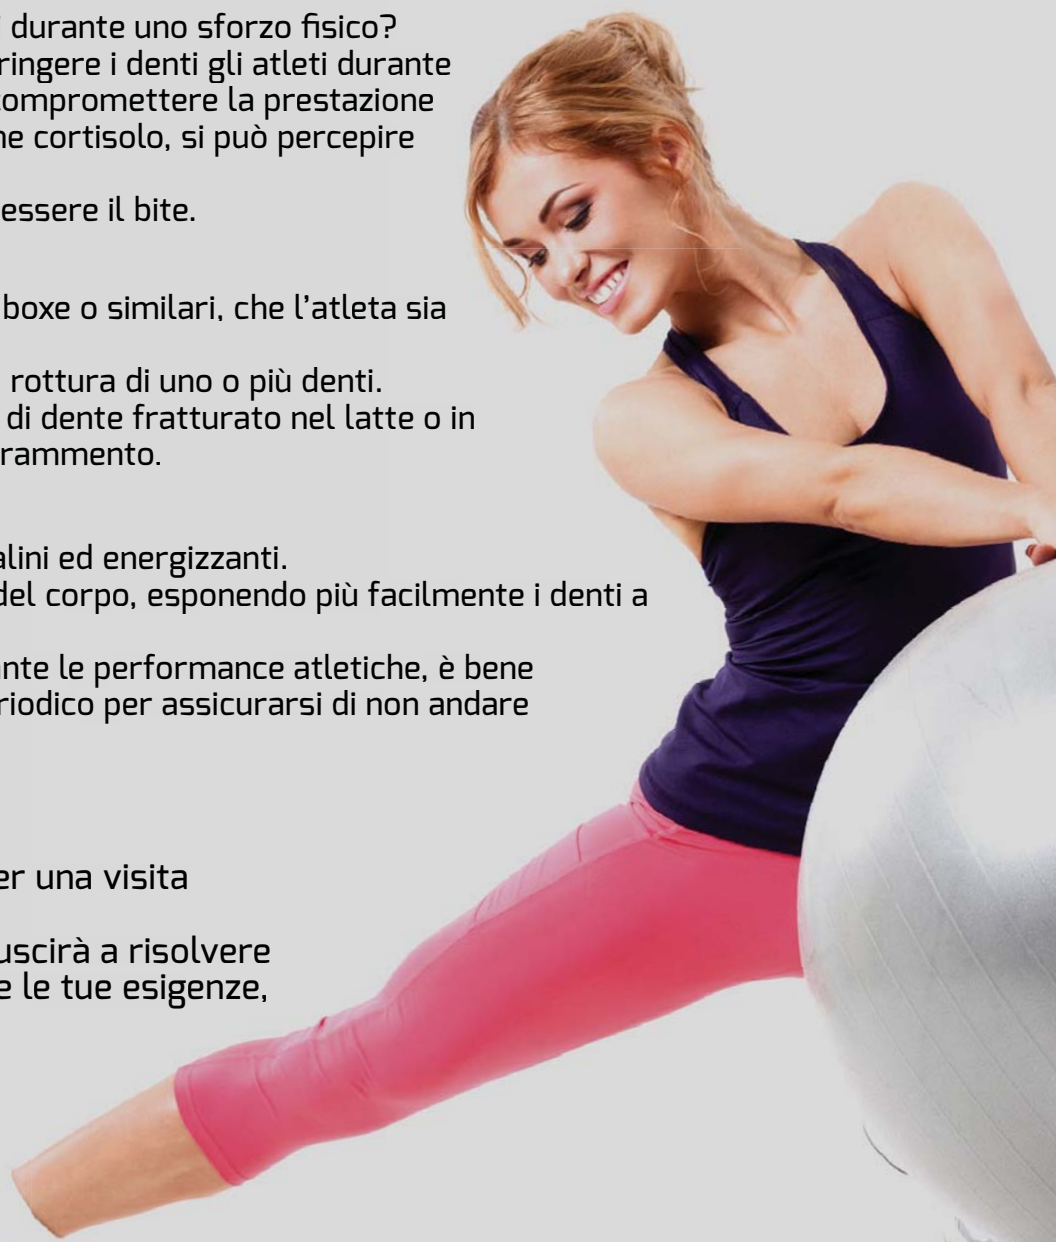 i durante uno sforzo fisico?
ringere i denti gli atleti durante
compromettere la prestazione
ne cortisolo, si può percepire
essere il bite.
boxe o similari, che l'atleta sia
rottura di uno o più denti.
di dente fratturato nel latte o in
rammento.
alini ed energizzanti.
del corpo, esponendo più facilmente i denti a
ante le performance atletiche, è bene
riodico per assicurarsi di non andare
er una visita
uscirà a risolvere
e le tue esigenze,